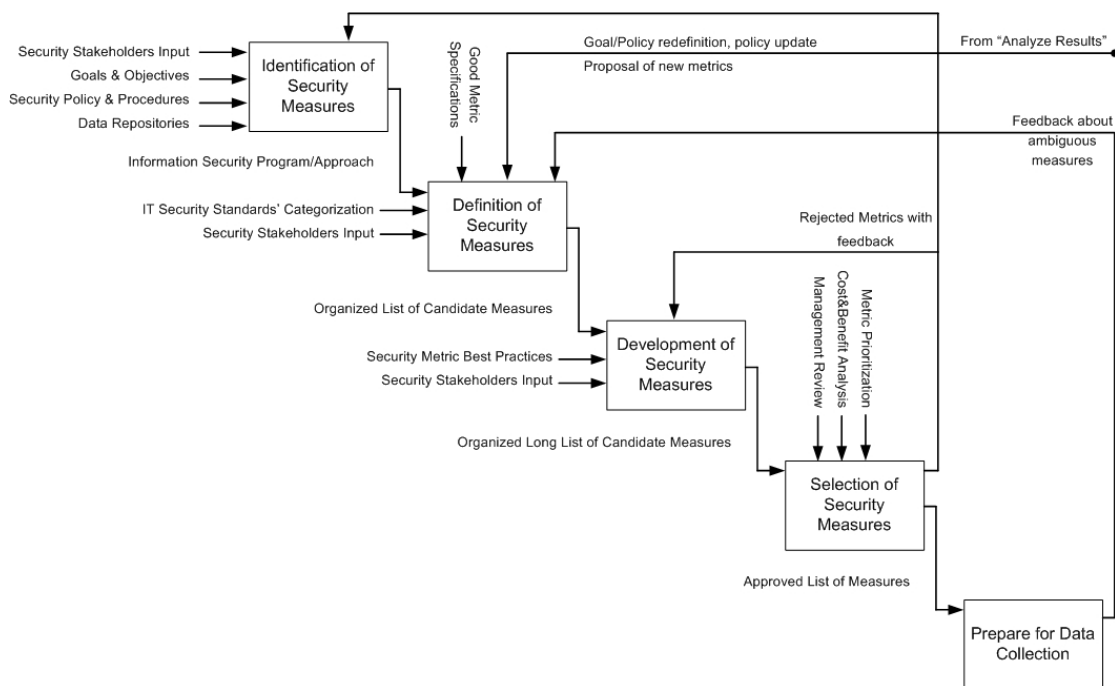 Security Stakeholders Input
Goals & Objectives
Security Policy & Procedures
Data Repositories
Identification of
Security
Measures
Good Metric
Specifications
Goal/Policy redefinition, policy update
Proposal of new metrics
From “Analyze Results”
Feedback about
ambiguous
measures
Information Security Program/Approach
IT Security Standards’ Categorization
Security Stakeholders Input
Definition of
Security
Measures
Rejected Metrics with
feedback
Organized List of Candidate Measures
Security Metric Best Practices
Security Stakeholders Input
Development of
Security
Measures
Metric Prioritization
Cost&Benefit Analysis
Management Review
Organized Long List of Candidate Measures
Selection of
Security
Measures
Approved List of Measures
Prepare for Data
Collection